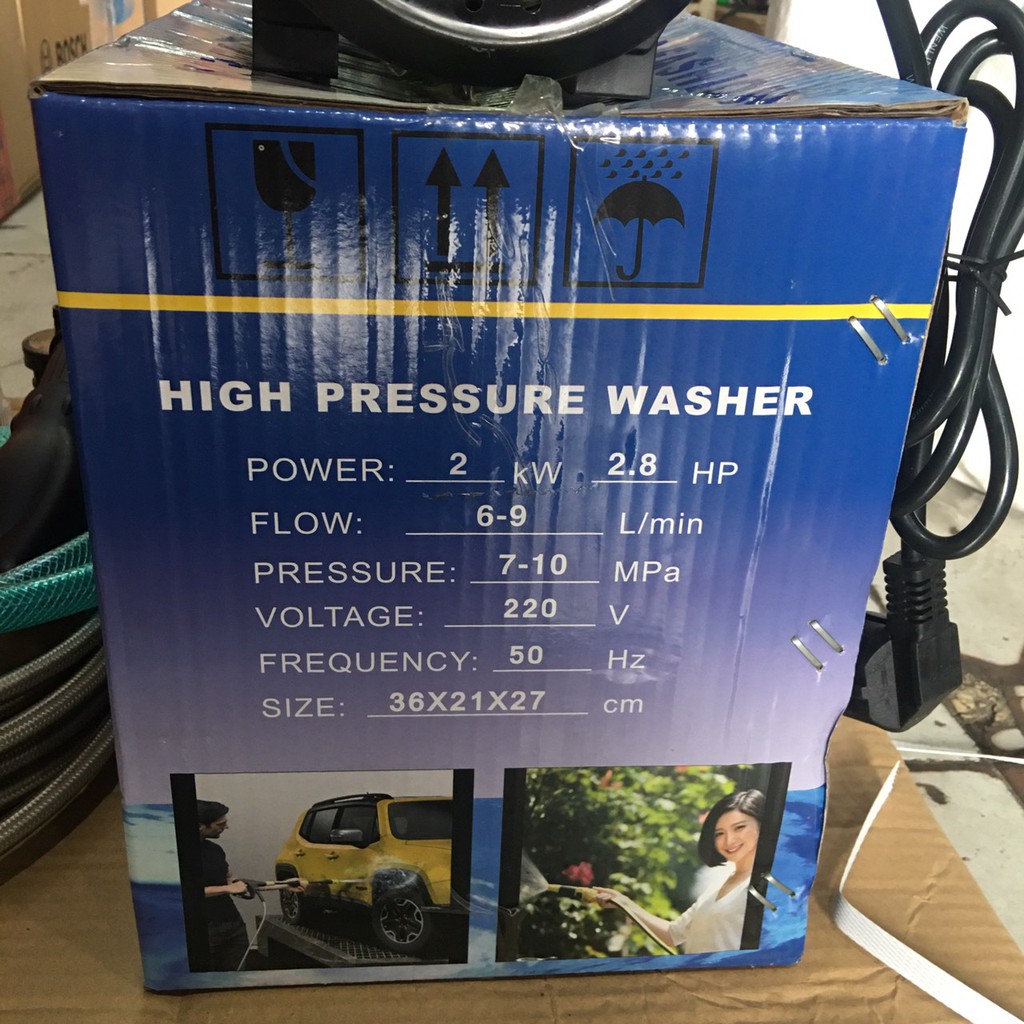 BOSCH
HIGH PRESSURE WASHER
POWER: 2 kW 2.8 HP
FLOW: 6-9 L/min
PRESSURE: 7-10 MPa
VOLTAGE: 220 V
FREQUENCY: 50 Hz
SIZE: 36X21X27 cm